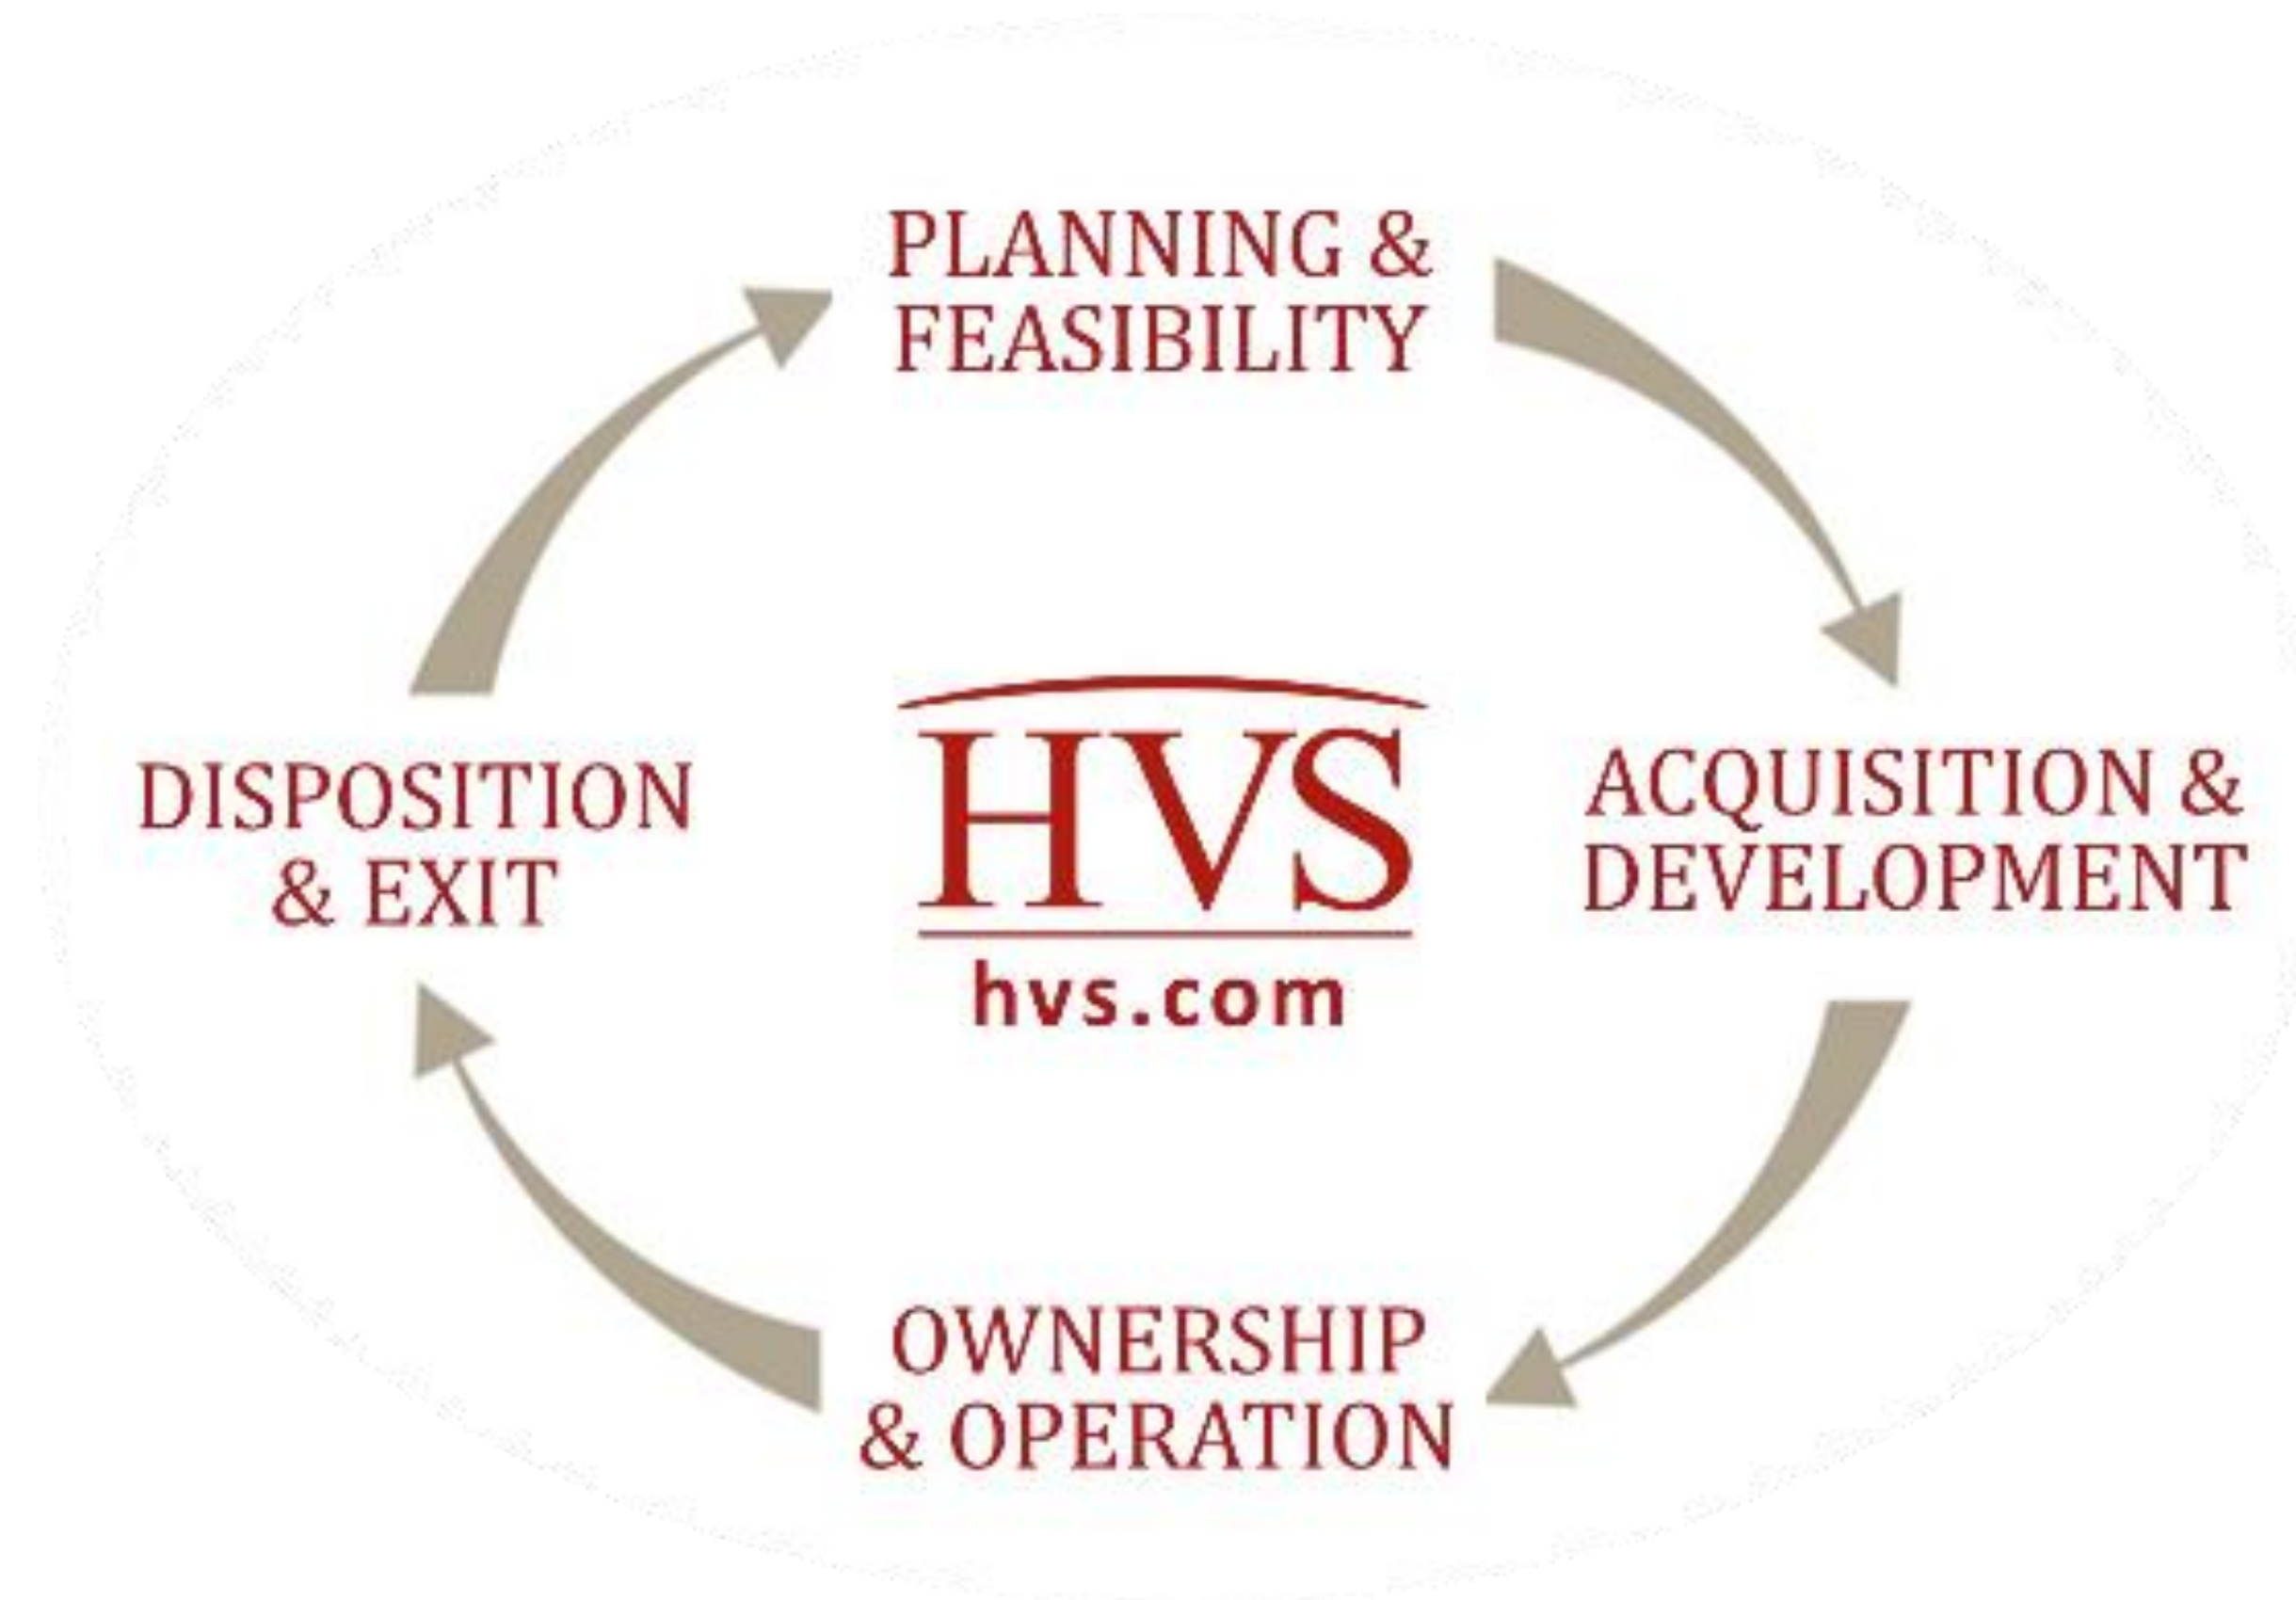 PLANNING &
FEASIBILITY
DISPOSITION
& EXIT
HVS
hvs.com
ACQUISITION &
DEVELOPMENT
OWNERSHIP
& OPERATION